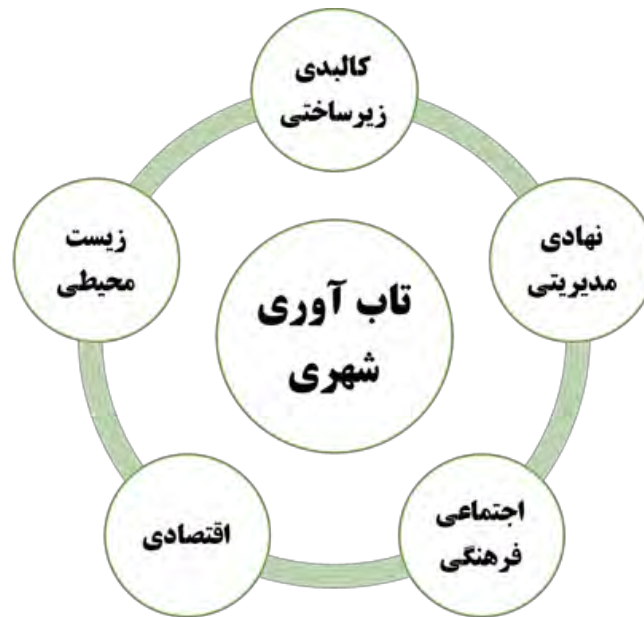 کالبدی
زیرساختی
نهادی
مدیریتی
زیست
محیطی
تاب آوری
شهری
اجتماعی
فرهنگی
اقتصادی